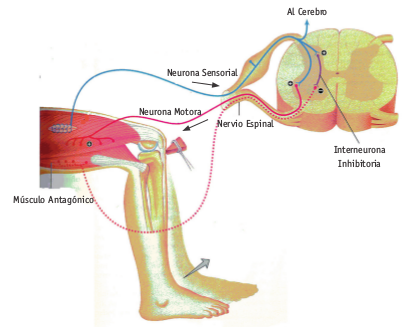 Al Cerebro
Neurona Sensorial
Neurona Motora
Nervio Espinal
Interneurona
Inhibitoria
Músculo Antagónico